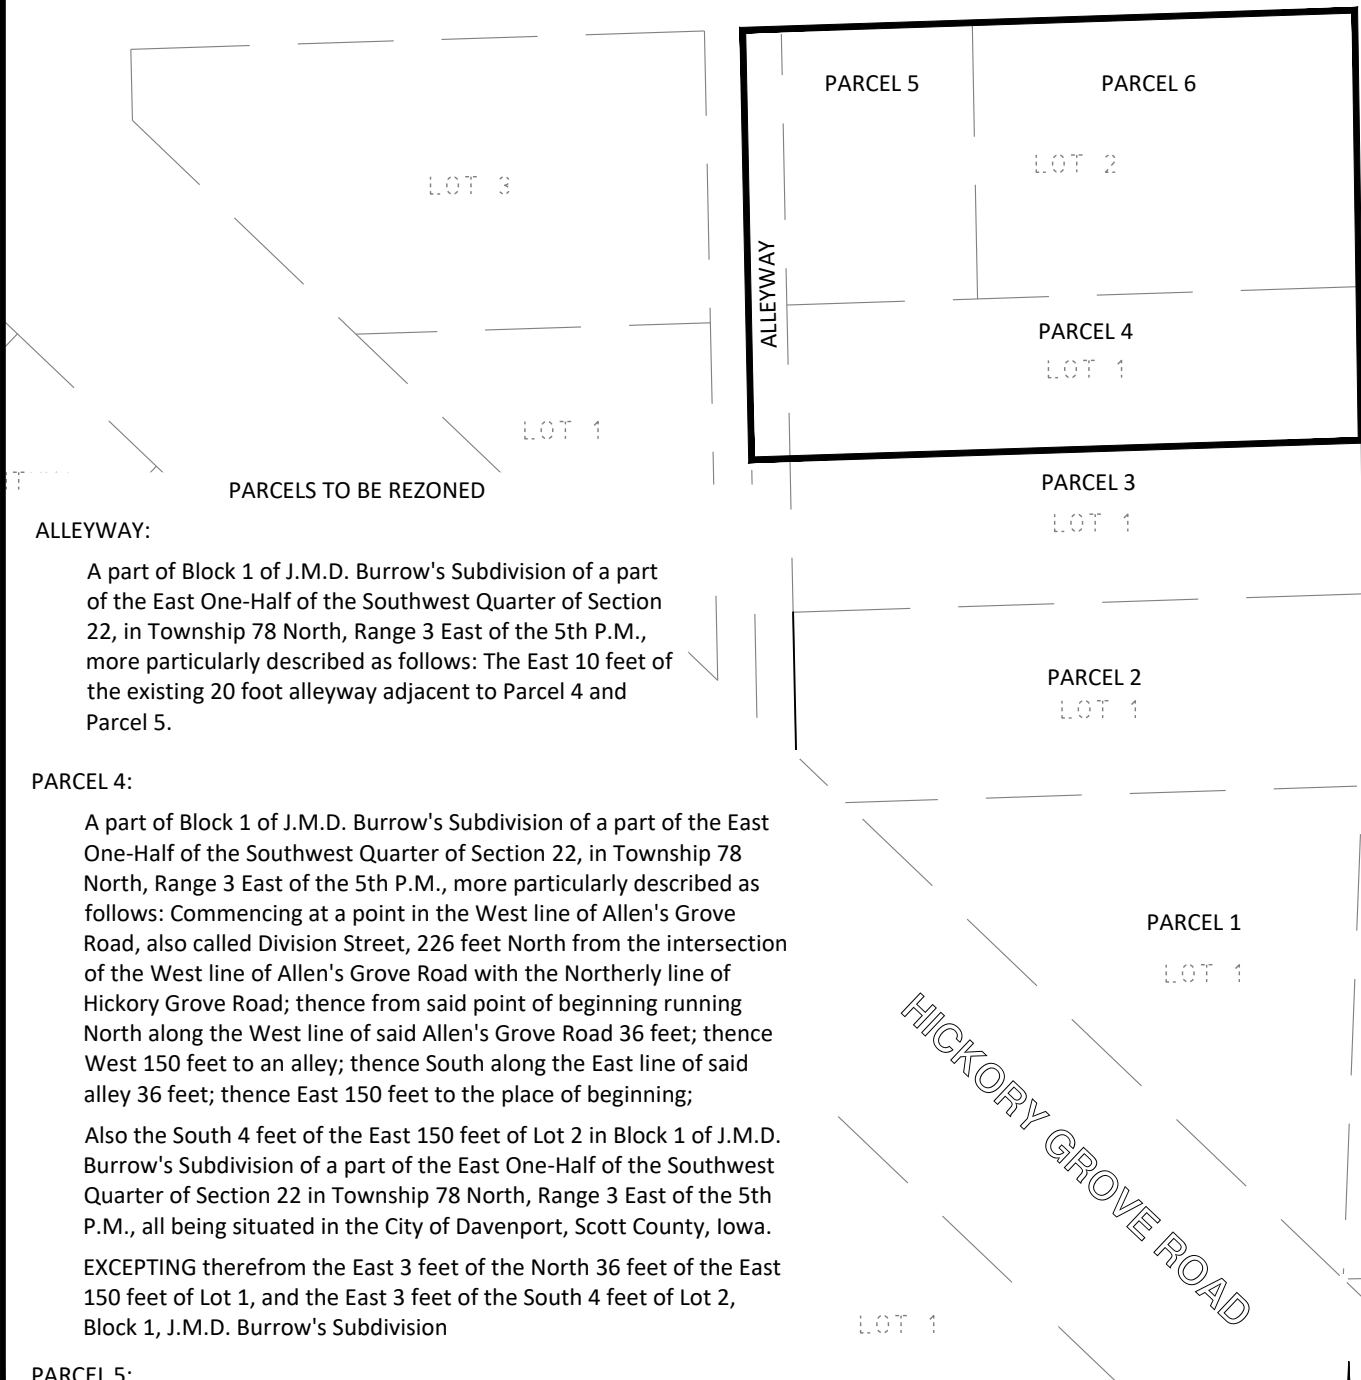 PARCEL 5
PARCEL 6
LOT 3
LOT 2
ALLEYWAY
PARCEL 4
LOT 1
LOT 1
PARCEL 3
LOT 1
PARCEL 2
LOT 1
PARCEL 1
LOT 1
HICKORY GROVE ROAD
LOT 1
PARCELS TO BE REZONED
ALLEYWAY:
A part of Block 1 of J.M.D. Burrow's Subdivision of a part
of the East One-Half of the Southwest Quarter of Section
22, in Township 78 North, Range 3 East of the 5th P.M.,
more particularly described as follows: The East 10 feet of
the existing 20 foot alleyway adjacent to Parcel 4 and
Parcel 5.
PARCEL 4:
A part of Block 1 of J.M.D. Burrow's Subdivision of a part of the East
One-Half of the Southwest Quarter of Section 22, in Township 78
North, Range 3 East of the 5th P.M., more particularly described as
follows: Commencing at a point in the West line of Allen's Grove
Road, also called Division Street, 226 feet North from the intersection
of the West line of Allen's Grove Road with the Northerly line of
Hickory Grove Road; thence from said point of beginning running
North along the West line of said Allen's Grove Road 36 feet; thence
West 150 feet to an alley; thence South along the East line of said
alley 36 feet; thence East 150 feet to the place of beginning;
Also the South 4 feet of the East 150 feet of Lot 2 in Block 1 of J.M.D.
Burrow's Subdivision of a part of the East One-Half of the Southwest
Quarter of Section 22 in Township 78 North, Range 3 East of the 5th
P.M., all being situated in the City of Davenport, Scott County, Iowa.
EXCEPTING therefrom the East 3 feet of the North 36 feet of the East
150 feet of Lot 1, and the East 3 feet of the South 4 feet of Lot 2,
Block 1, J.M.D. Burrow's Subdivision
PARCEL 5: